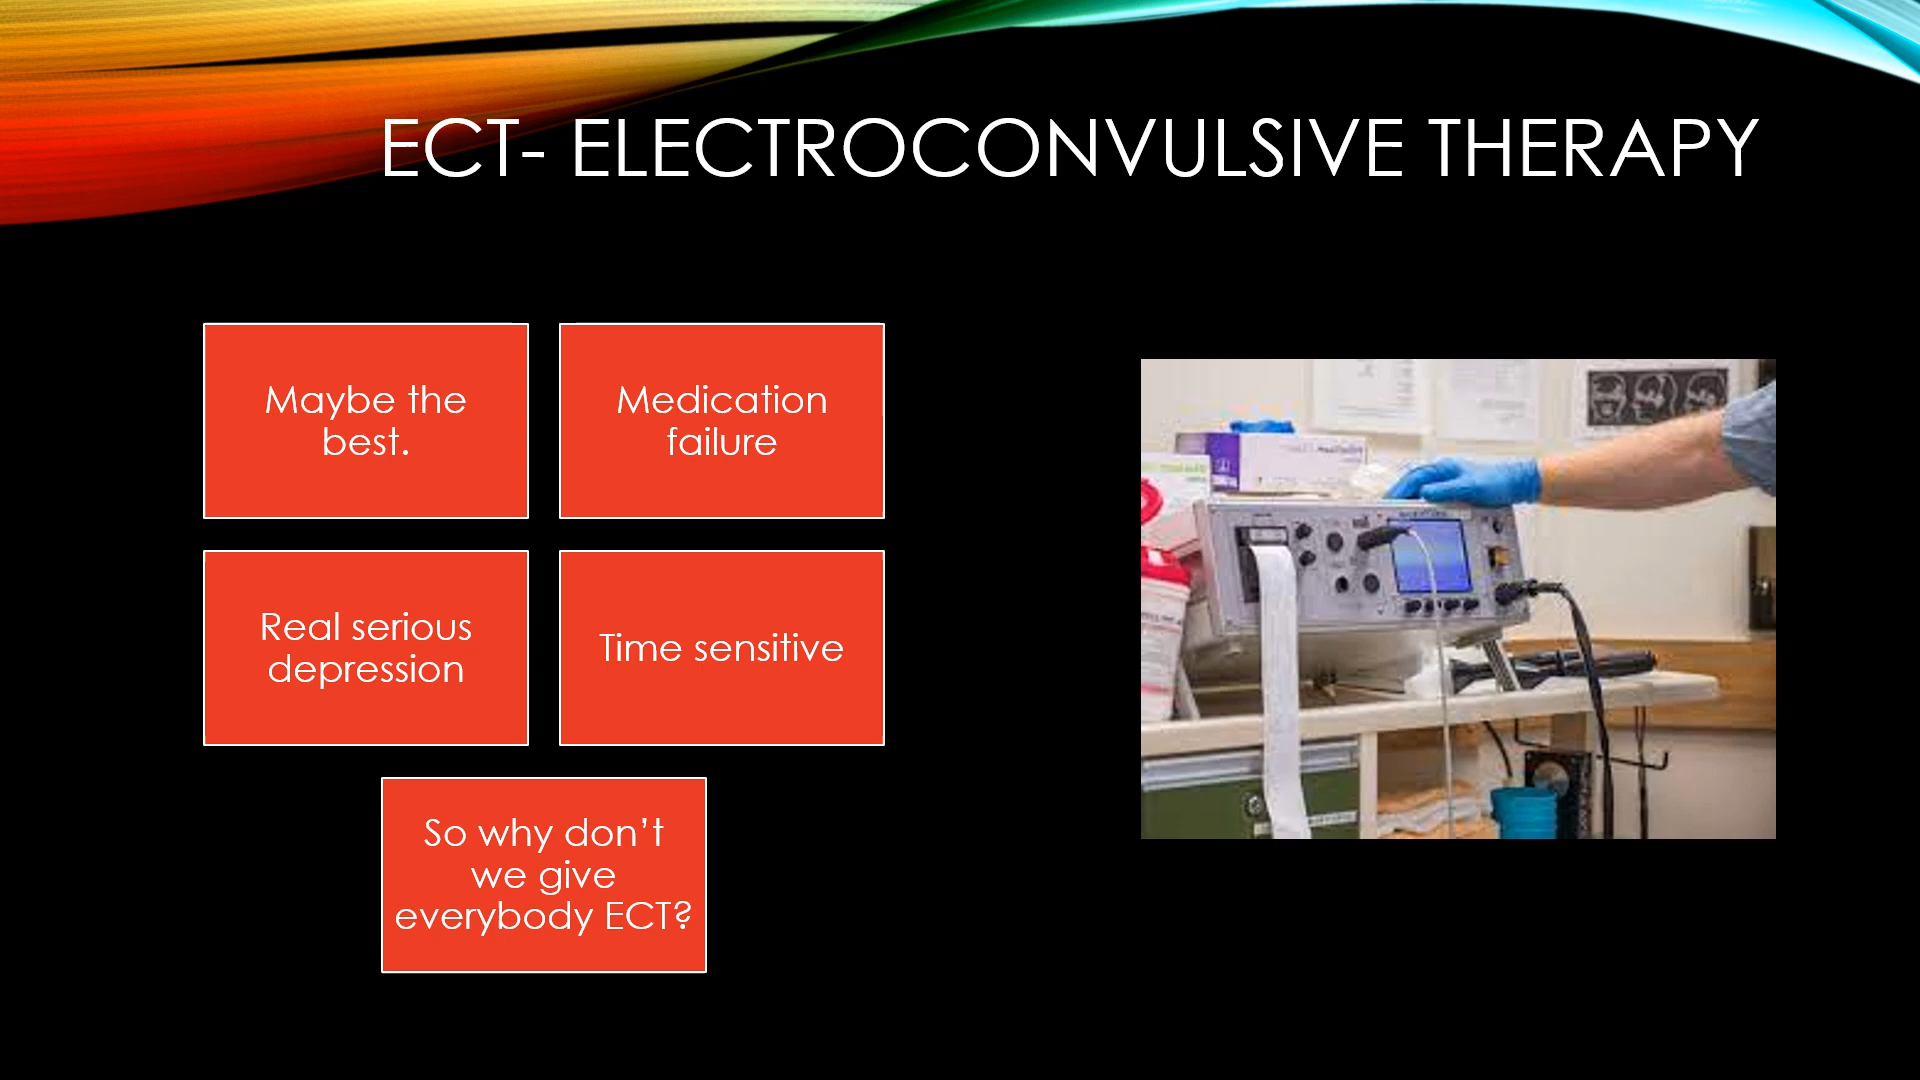 ECT- ELECTROCONVULSIVE THERAPY
Maybe the
best.
Medication
failure
Real serious
depression
Time sensitive
So why don’t
we give
everybody ECT?